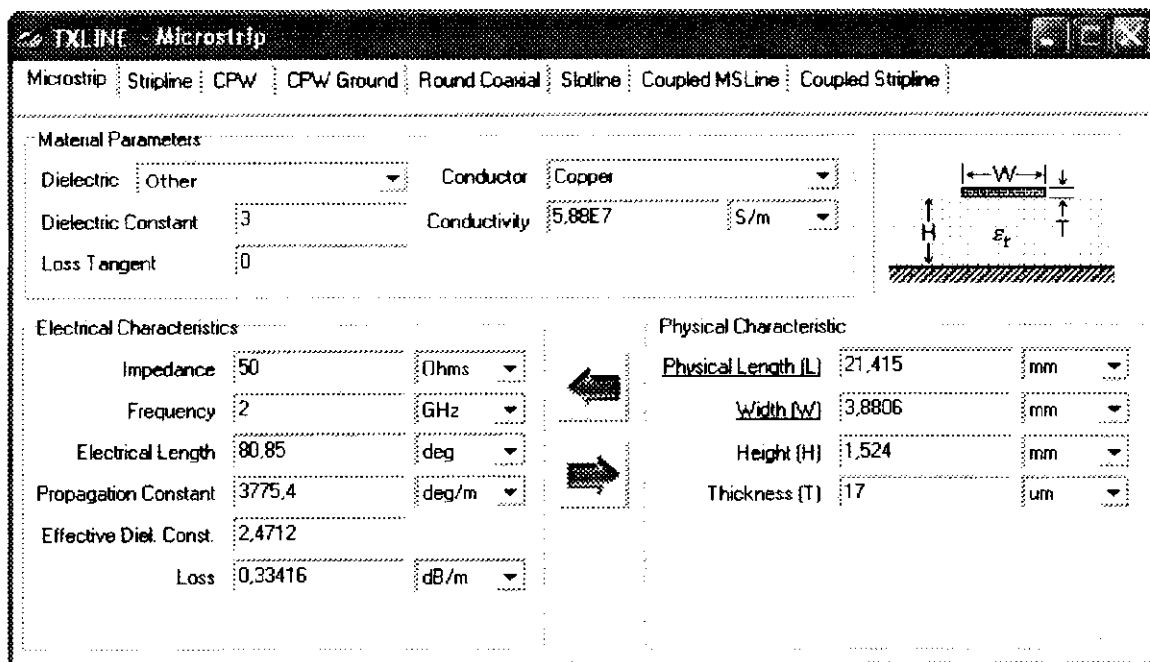 TXLINE - Microstrip
Microstrip Stripline CPW CPW Ground Round Coaxial Slotline Coupled MSLine Coupled Stripline
Material Parameters
Dielectric Other Conductor Copper
Dielectric Constant 3 Conductivity 5,88E7 S/m
Loss Tangent 0
W
H
T
εr
Electrical Characteristics
Impedance 50 Ohms
Frequency 2 GHz
Electrical Length 80,85 deg
Propagation Constant 3775,4 deg/m
Effective Diel. Const. 2,4712
Loss 0,33416 dB/m
Physical Characteristic
Physical Length (L) 21,415 mm
Width (W) 3,8806 mm
Height (H) 1,524 mm
Thickness (T) 17 um